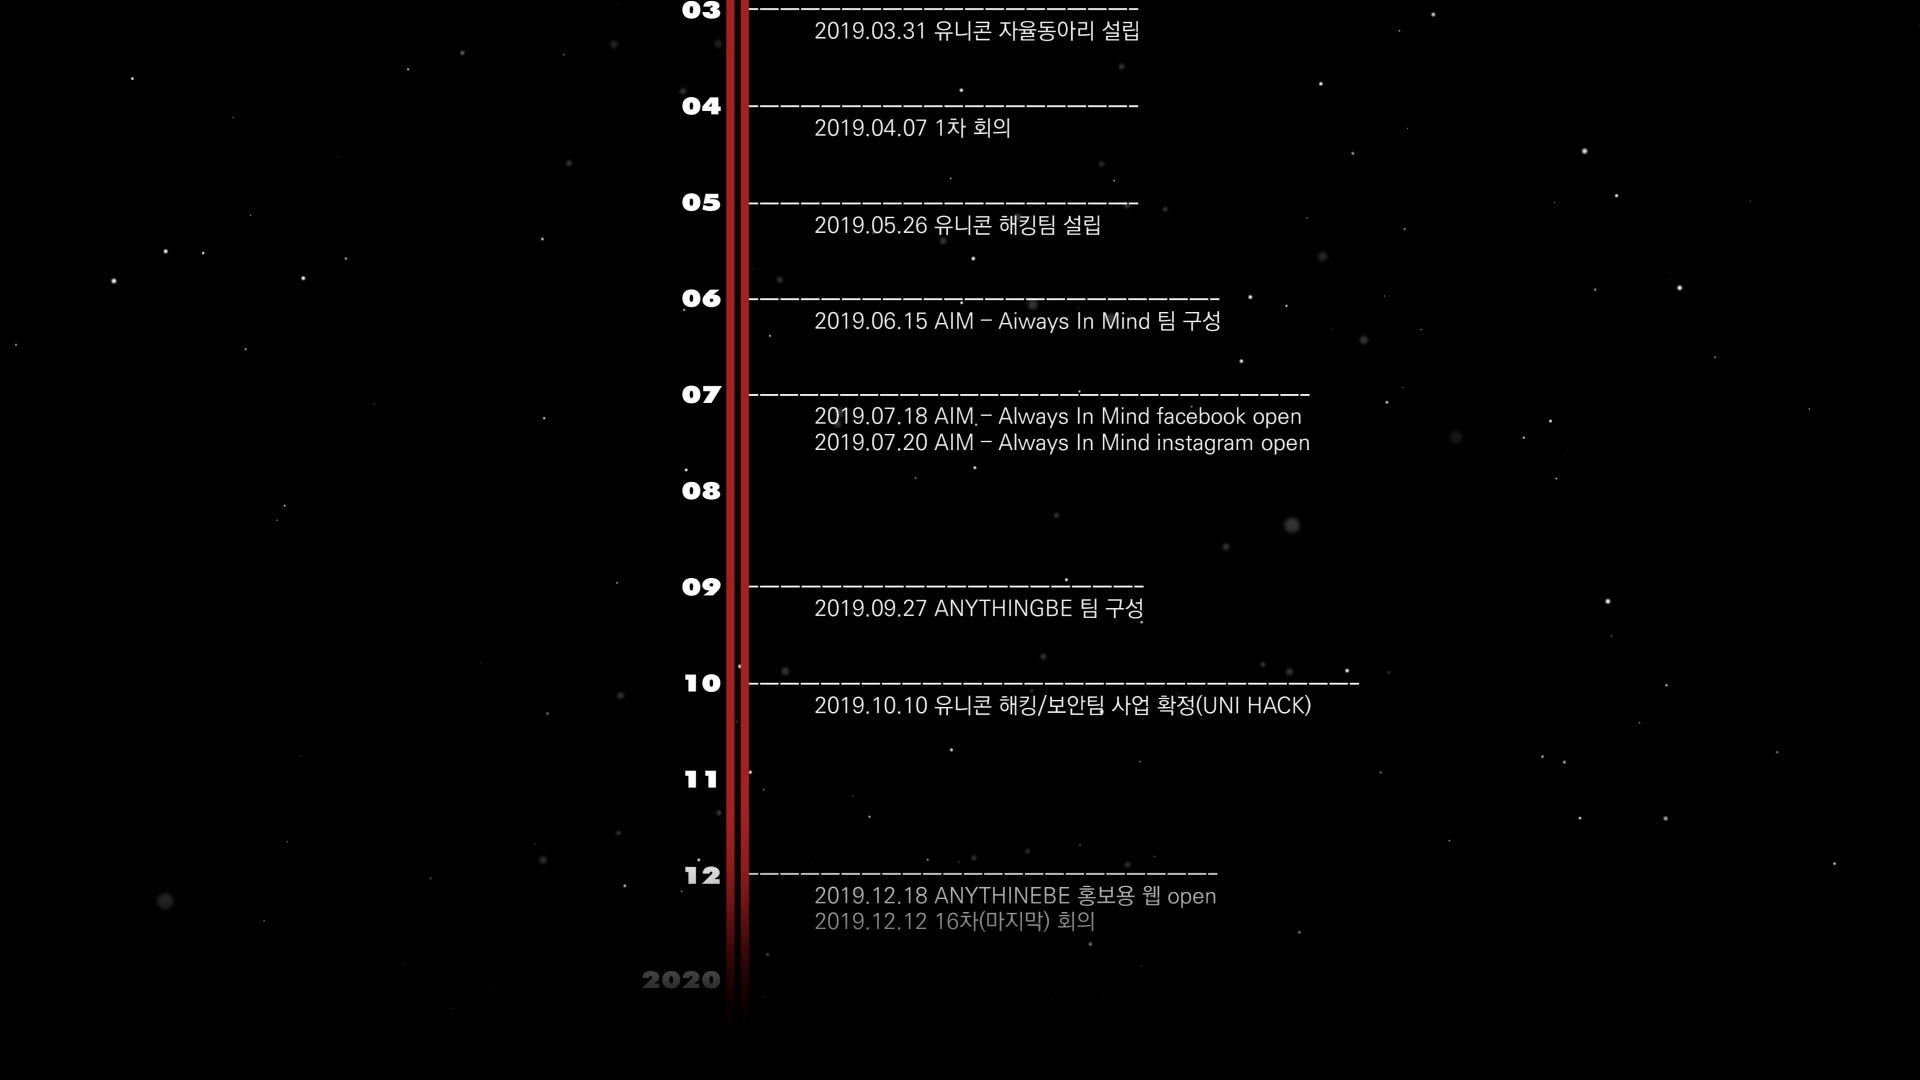 03
2019.03.31 유니콘 자율동아리 설립
04
2019.04.07 1차 회의
05
2019.05.26 유니콘 해킹팀 설립
06
2019.06.15 AIM – Aiways In Mind 팀 구성
07
2019.07.18 AIM – Always In Mind facebook open
2019.07.20 AIM – Always In Mind instagram open
08
09
2019.09.27 ANYTHINGBE 팀 구성
10
2019.10.10 유니콘 해킹/보안팀 사업 확정(UNI HACK)
11
12
2019.12.18 ANYTHINEBE 홍보용 웹 open
2019.12.12 16차(마지막) 회의
2020